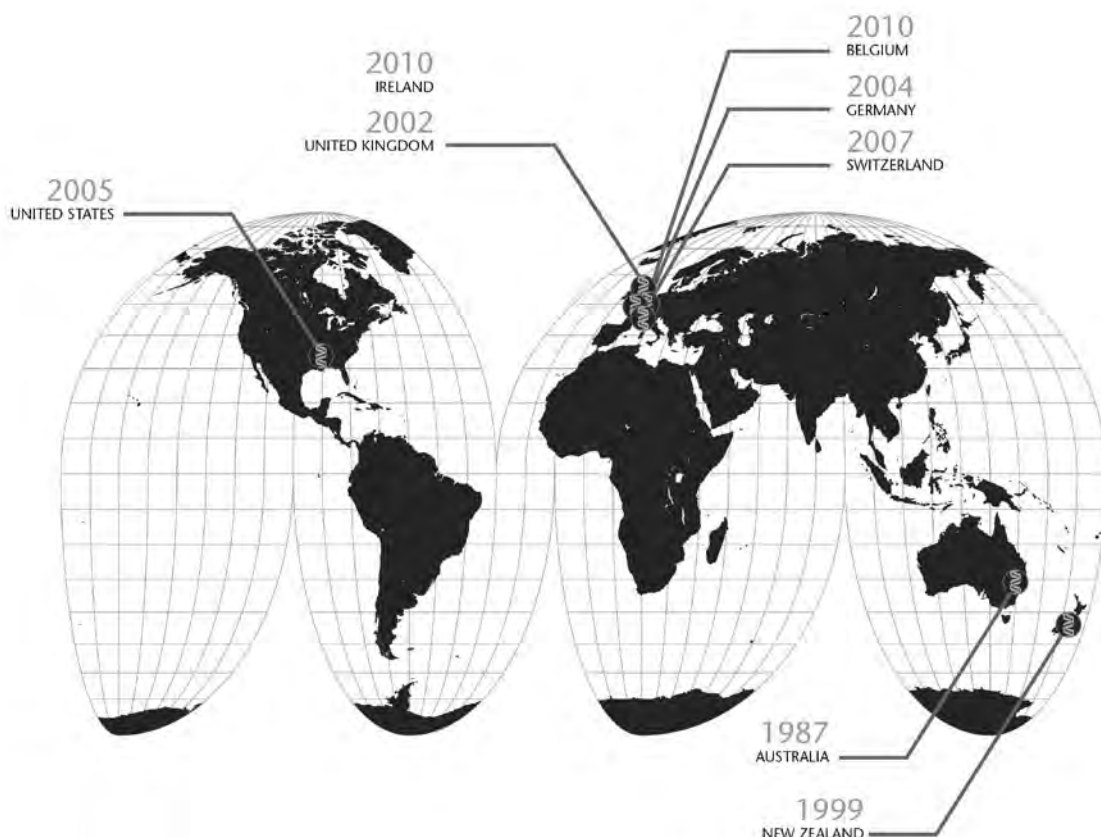 2010
BELGIUM
2010
IRELAND
2004
GERMANY
2002
UNITED KINGDOM
2007
SWITZERLAND
2005
UNITED STATES
1987
AUSTRALIA
1999
NEW ZEALAND